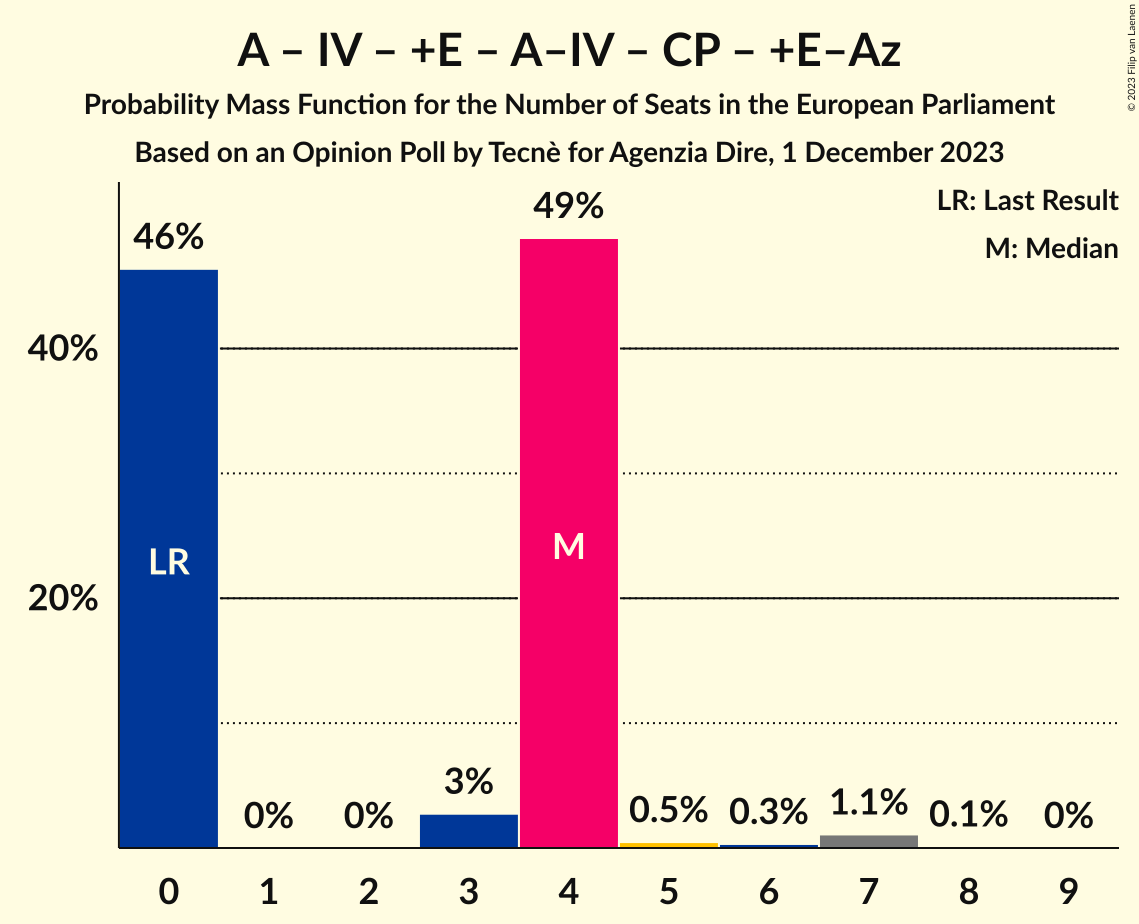 A – IV – +E – A–IV – CP – +E–Az
Probability Mass Function for the Number of Seats in the European Parliament
Based on an Opinion Poll by Tecnè for Agenzia Dire, 1 December 2023
© 2023 Filip van Laenen
LR: Last Result
M: Median
46%
49%
40%
20%
LR
M
0%
0%
3%
0.5%
0.3%
1.1%
0.1%
0%
0 1 2 3 4 5 6 7 8 9